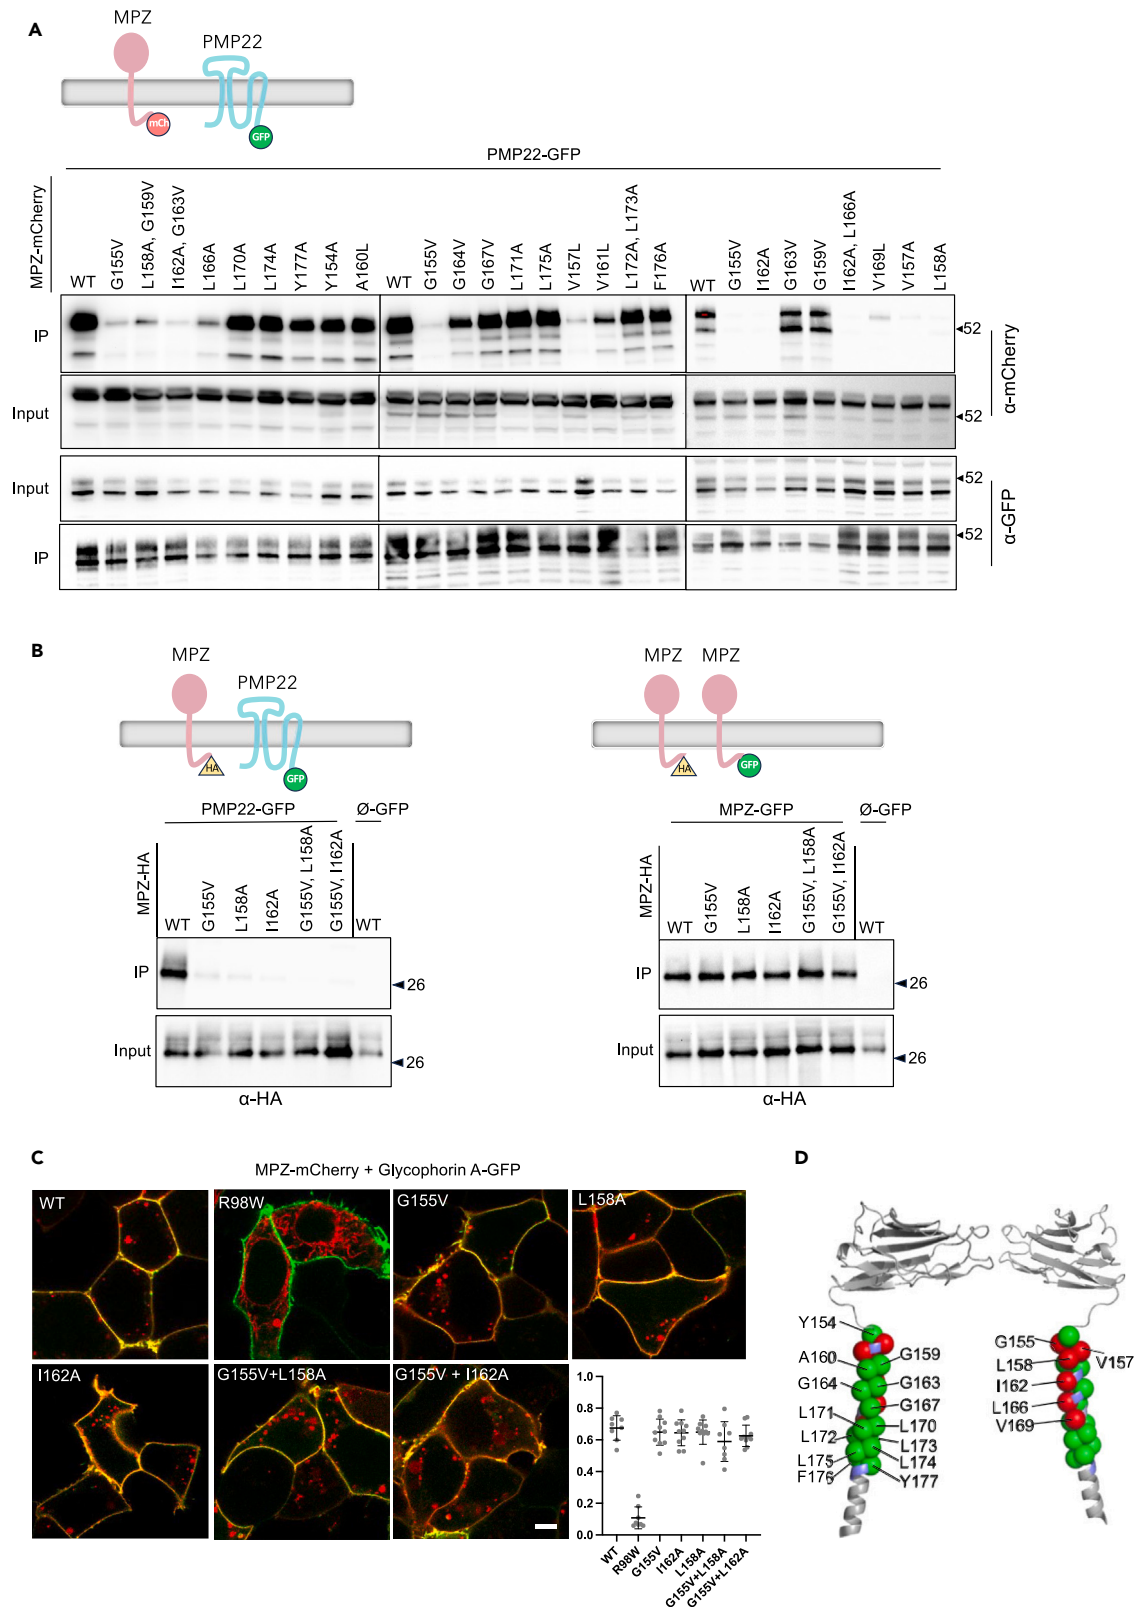 A
MPZ
PMP22
mCh
GFP
PMP22-GFP
MPZ-mCherry
WT
G155V
L158A, G159V
I162A, G163V
L166A
L170A
L174A
Y177A
Y154A
A160L
WT
G155V
G164V
G167V
L171A
L175A
V157L
V161L
L172A, L173A
F176A
WT
G155V
I162A
G163V
G159V
I162A, L166A
V169L
V157A
L158A
IP
52
Input
52
α-mCherry
Input
52
IP
52
α-GFP
B
MPZ
PMP22
HA
GFP
PMP22-GFP
Ø-GFP
MPZ-HA
WT
G155V
L158A
I162A
G155V, L158A
G155V, I162A
WT
IP
26
Input
26
α-HA
MPZ MPZ
HA
GFP
MPZ-GFP
Ø-GFP
MPZ-HA
WT
G155V
L158A
I162A
G155V, L158A
G155V, I162A
WT
IP
26
Input
26
α-HA
C
MPZ-mCherry + Glycophorin A-GFP
WT
R98W
G155V
L158A
I162A
G155V+L158A
G155V + I162A
1.0
0.8
0.6
0.4
0.2
0.0
WT
R98W
G155V
I162A
L158A
G155V+L158A
G155V+L162A
D
Y154
A160
G159
G164
G163
G167
L171
L170
L172
L173
L175
L174
F176
Y177
G155
V157
L158
I162
L166
V169